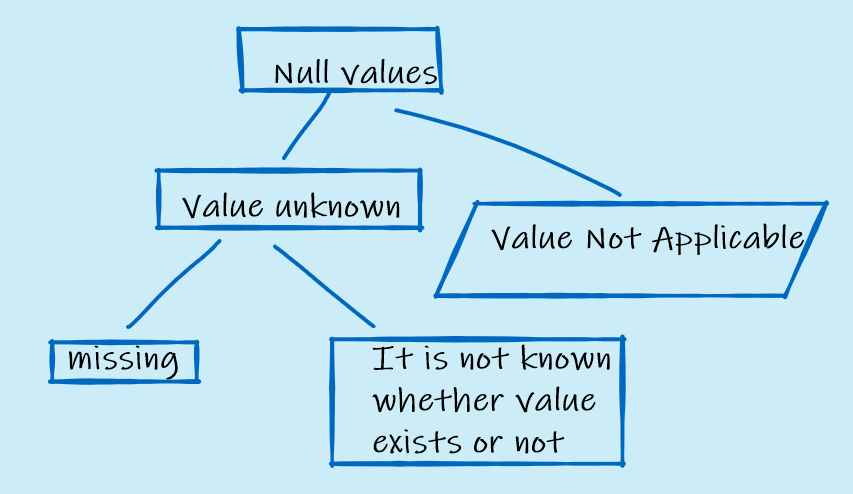 Null values
Value unknown
Value Not Applicable
missing
It is not known
whether value
exists or not